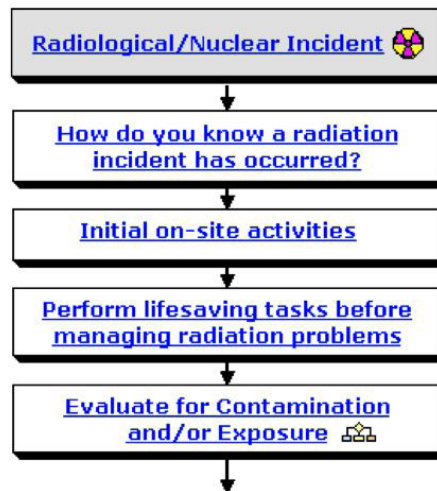 Radiological/Nuclear Incident
How do you know a radiation
incident has occurred?
Initial on-site activities
Perform lifesaving tasks before
managing radiation problems
Evaluate for Contamination
and/or Exposure